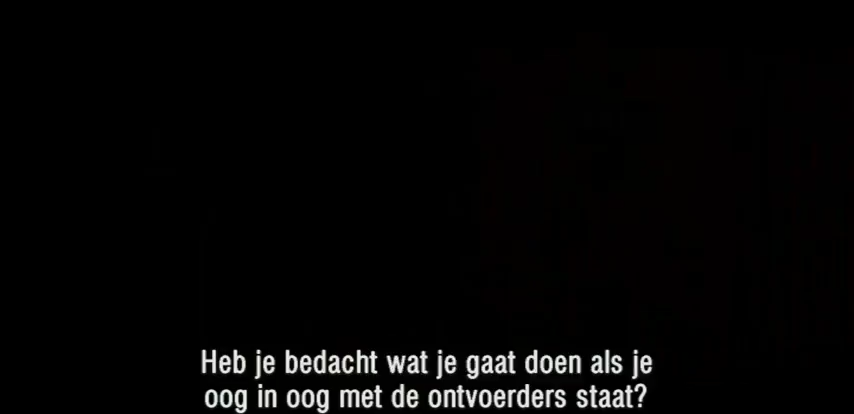 Heb je bedacht wat je gaat doen als je
oog in oog met de ontvoerders staat?